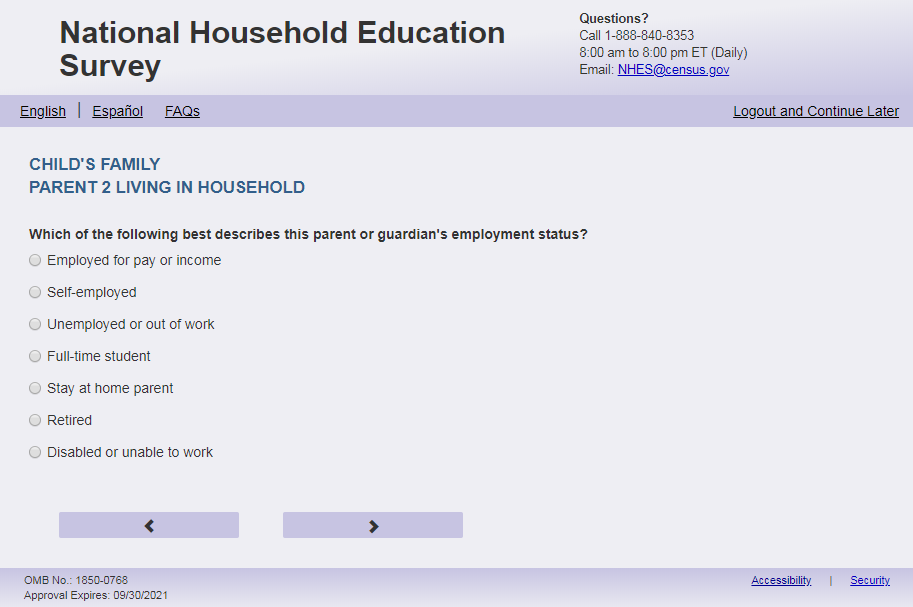 National Household Education
Survey
Questions?
Call 1-888-840-8353
8:00 am to 8:00 pm ET (Daily)
Email: NHES@census.gov
English | Español FAQs
Logout and Continue Later
CHILD'S FAMILY
PARENT 2 LIVING IN HOUSEHOLD
Which of the following best describes this parent or guardian's employment status?
Employed for pay or income
Self-employed
Unemployed or out of work
Full-time student
Stay at home parent
Retired
Disabled or unable to work
OMB No.: 1850-0768
Approval Expires: 09/30/2021
Accessibility | Security